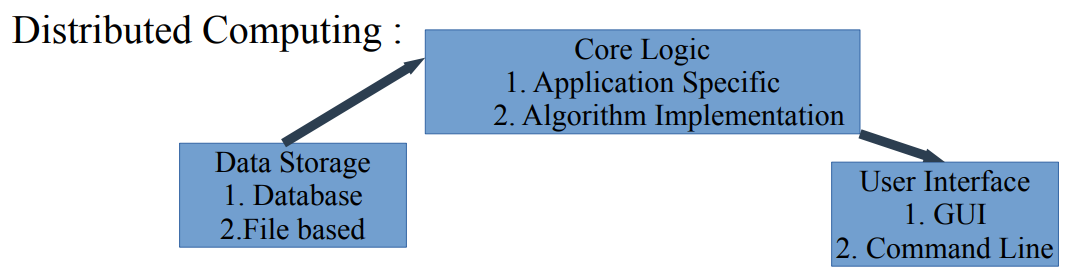 Distributed Computing :
Core Logic
1. Application Specific
2. Algorithm Implementation
Data Storage
1. Database
2.File based
User Interface
1. GUI
2. Command Line